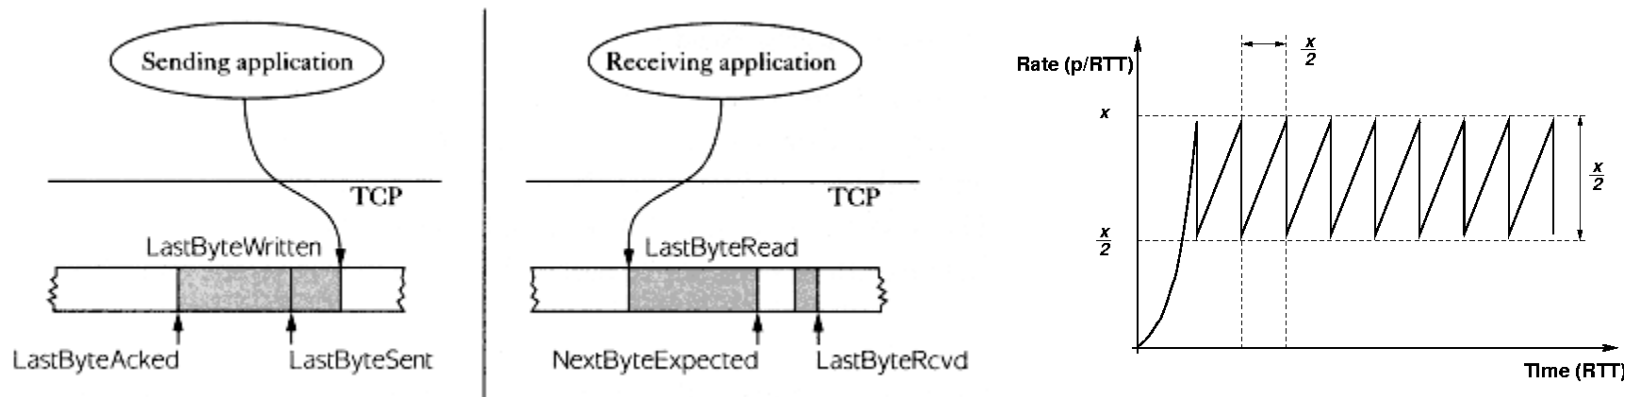 Sending application
TCP
LastByteWritten
LastByteAcked
LastByteSent
Receiving application
TCP
LastByteRead
NextByteExpected
LastByteRcvd
Rate (p/RTT)
x
2
x
x
2
x
2
Time (RTT)